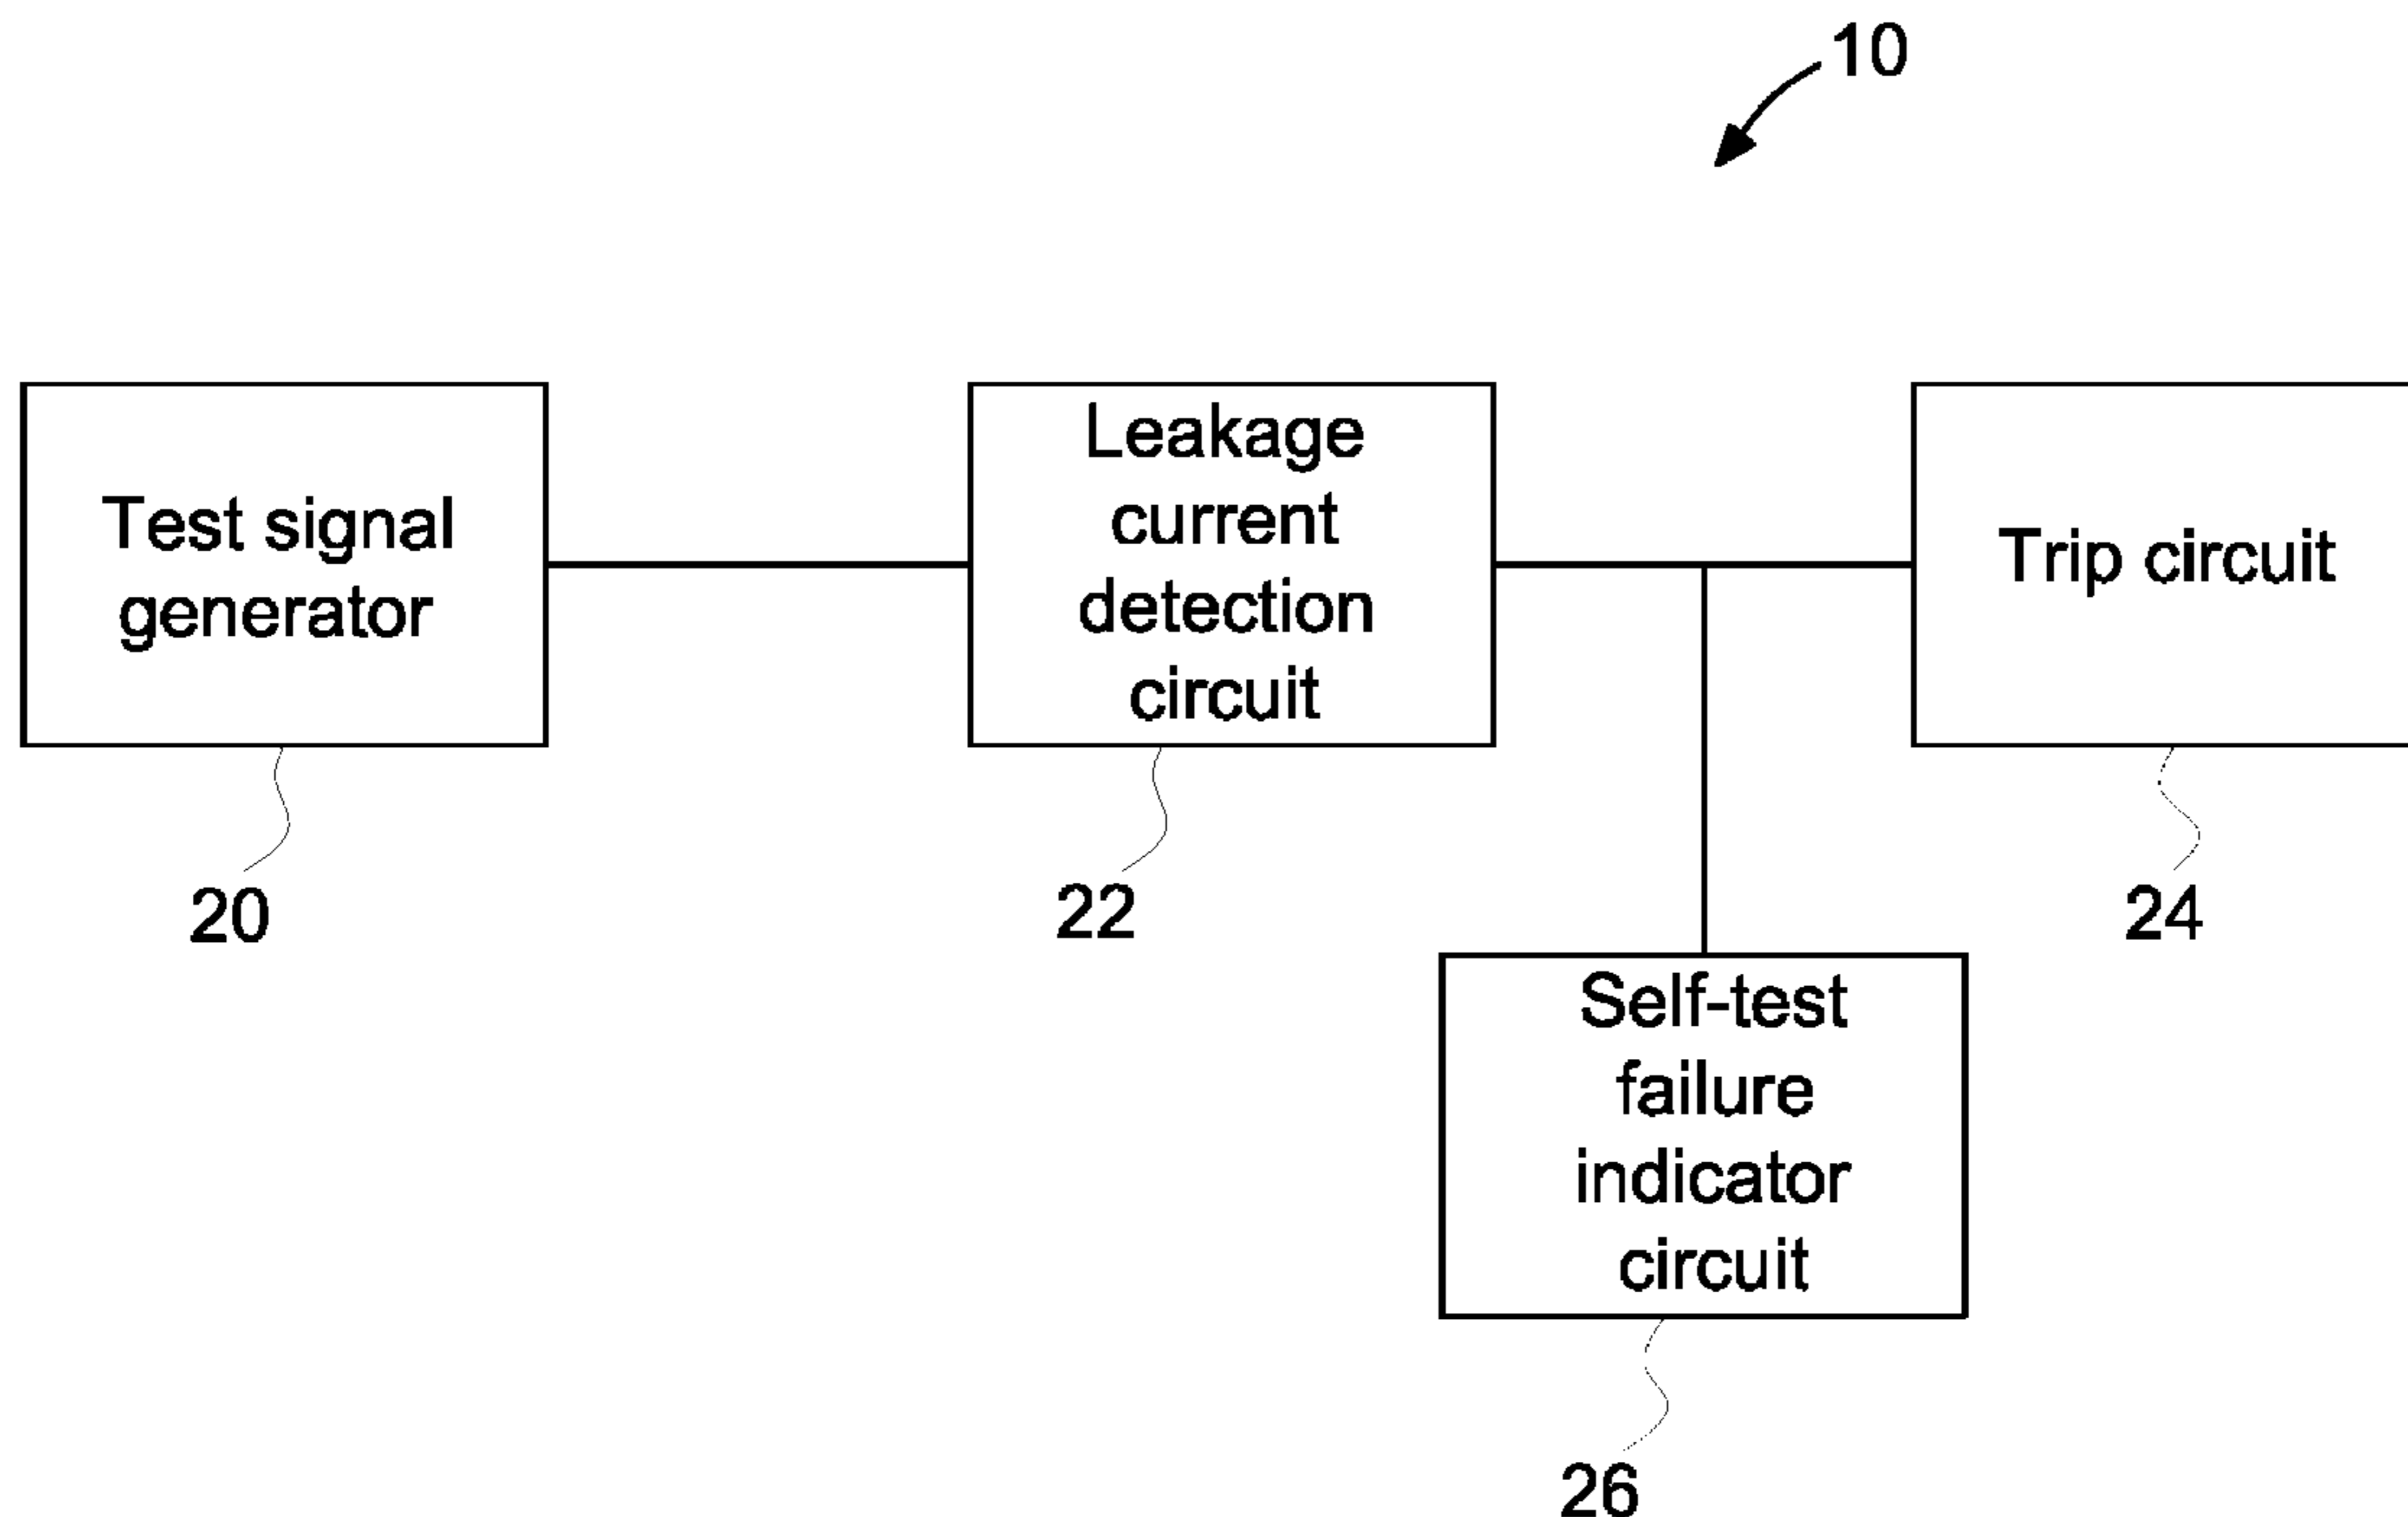 10
Test signal
generator
Leakage
current
detection
circuit
Trip circuit
20
22
24
Self-test
failure
indicator
circuit
26